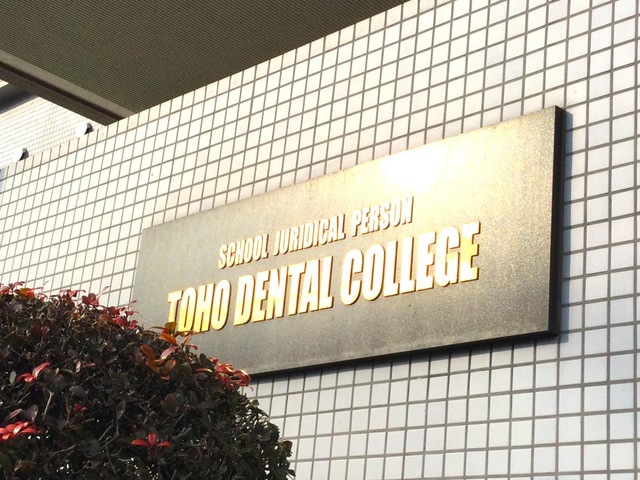 SCHOOL JURIDICAL PERSON
TOHO DENTAL COLLEGE